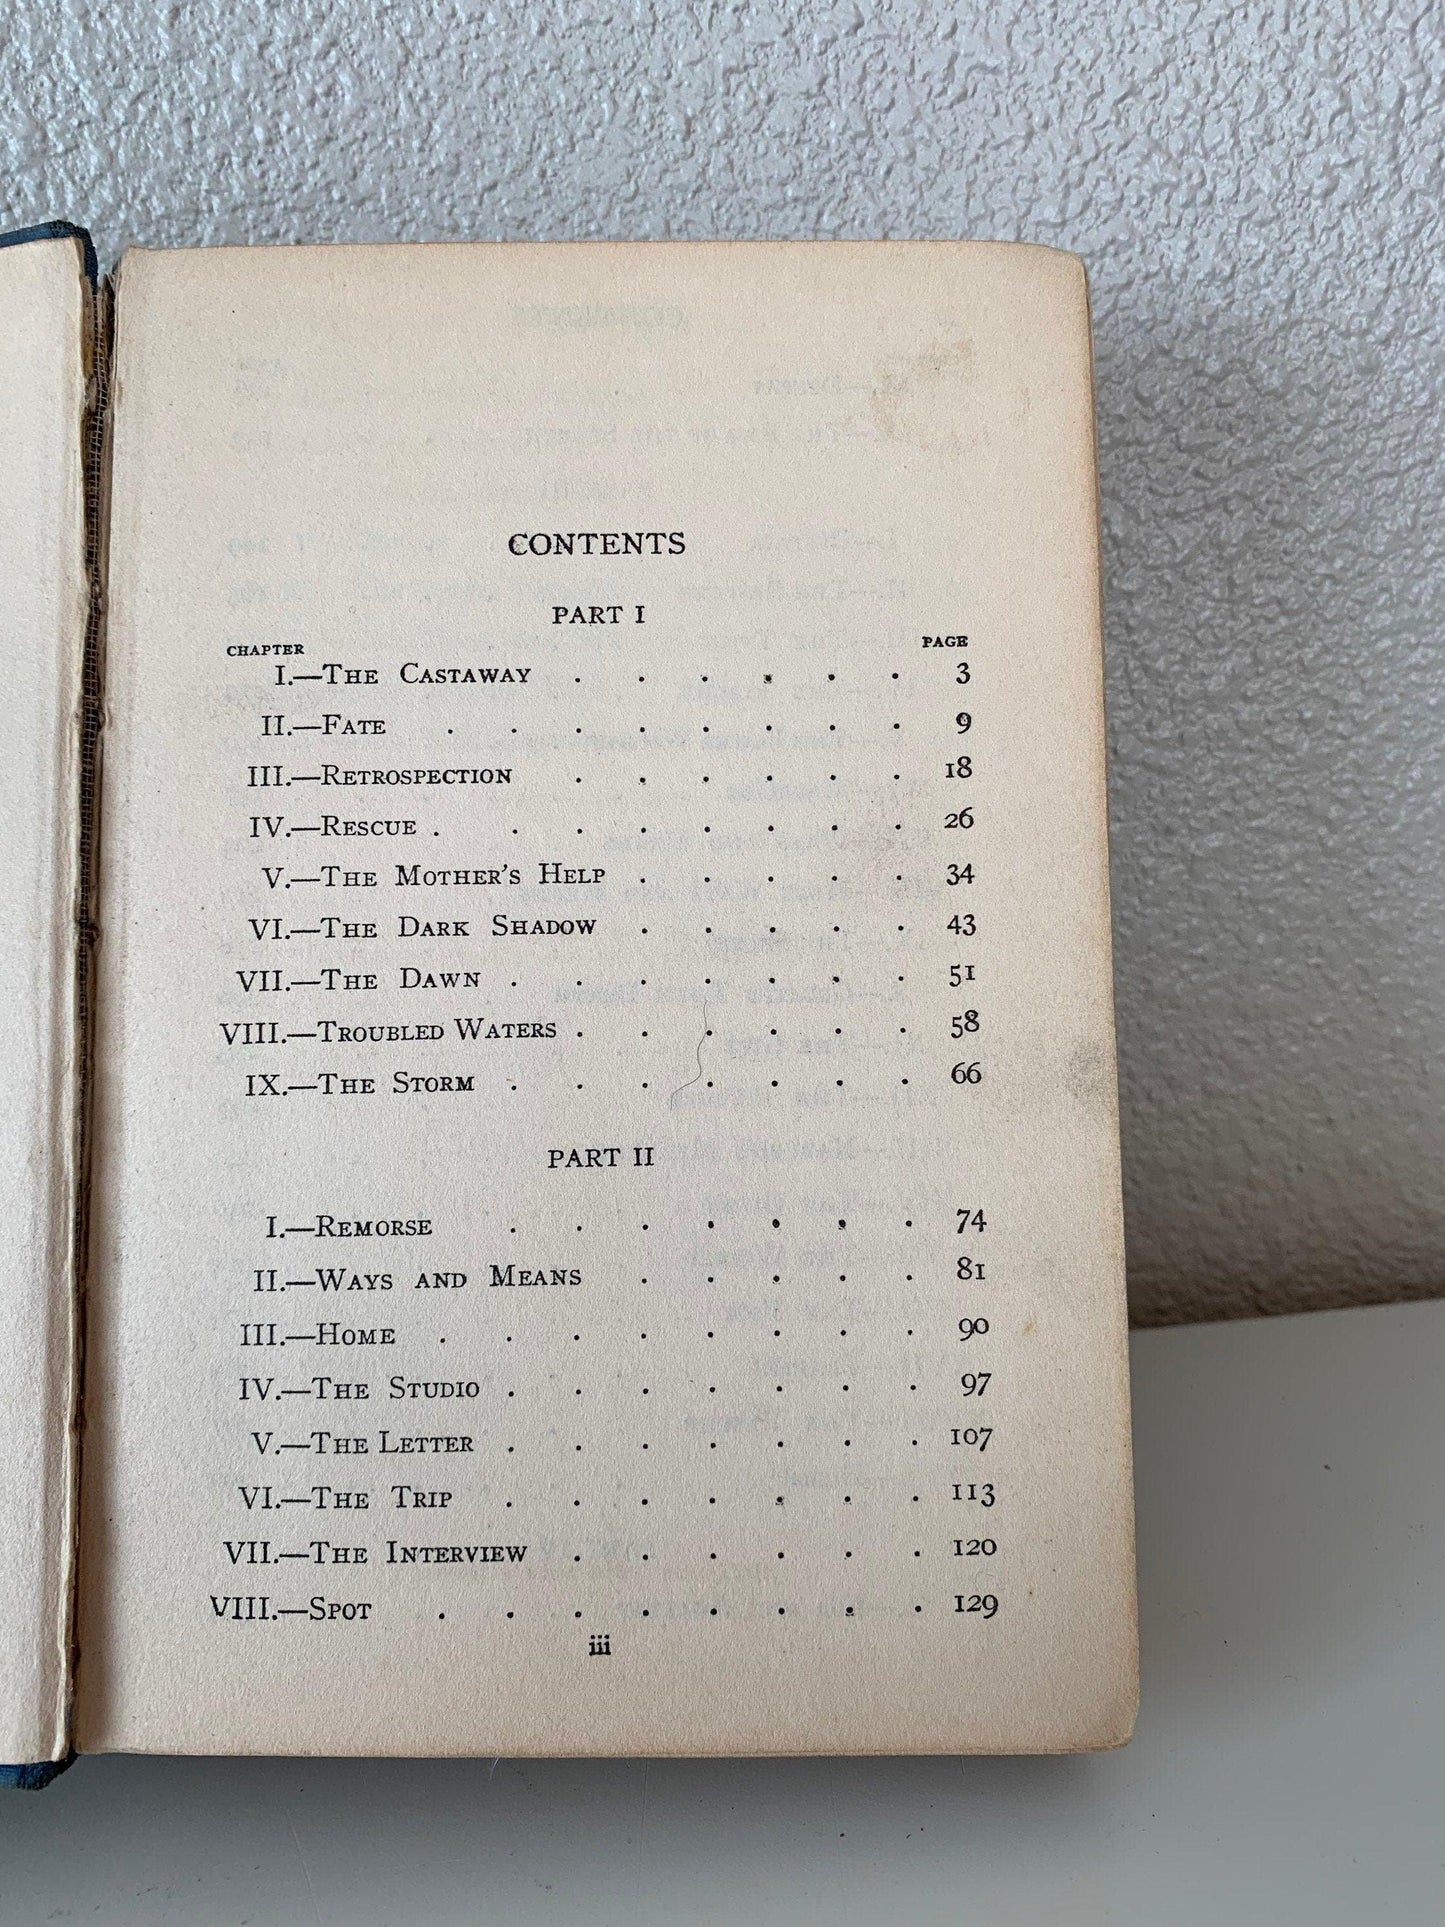 CONTENTS
PART I
CHAPTER PAGE
I.—The Castaway . . . . . . 3
II.—Fate . . . . . . . . 9
III.—Retrospection . . . . . . 18
IV.—Rescue . . . . . . . . 26
V.—The Mother's Help . . . . . 34
VI.—The Dark Shadow . . . . . 43
VII.—The Dawn . . . . . . . 51
VIII.—Troubled Waters . . . . . . 58
IX.—The Storm . . . . . . . 66
PART II
I.—Remorse . . . . . . . 74
II.—Ways and Means . . . . . 81
III.—Home . . . . . . . . 90
IV.—The Studio . . . . . . . 97
V.—The Letter . . . . . . . 107
VI.—The Trip . . . . . . . 113
VII.—The Interview . . . . . . 120
VIII.—Spot . . . . . . . . 129
iii